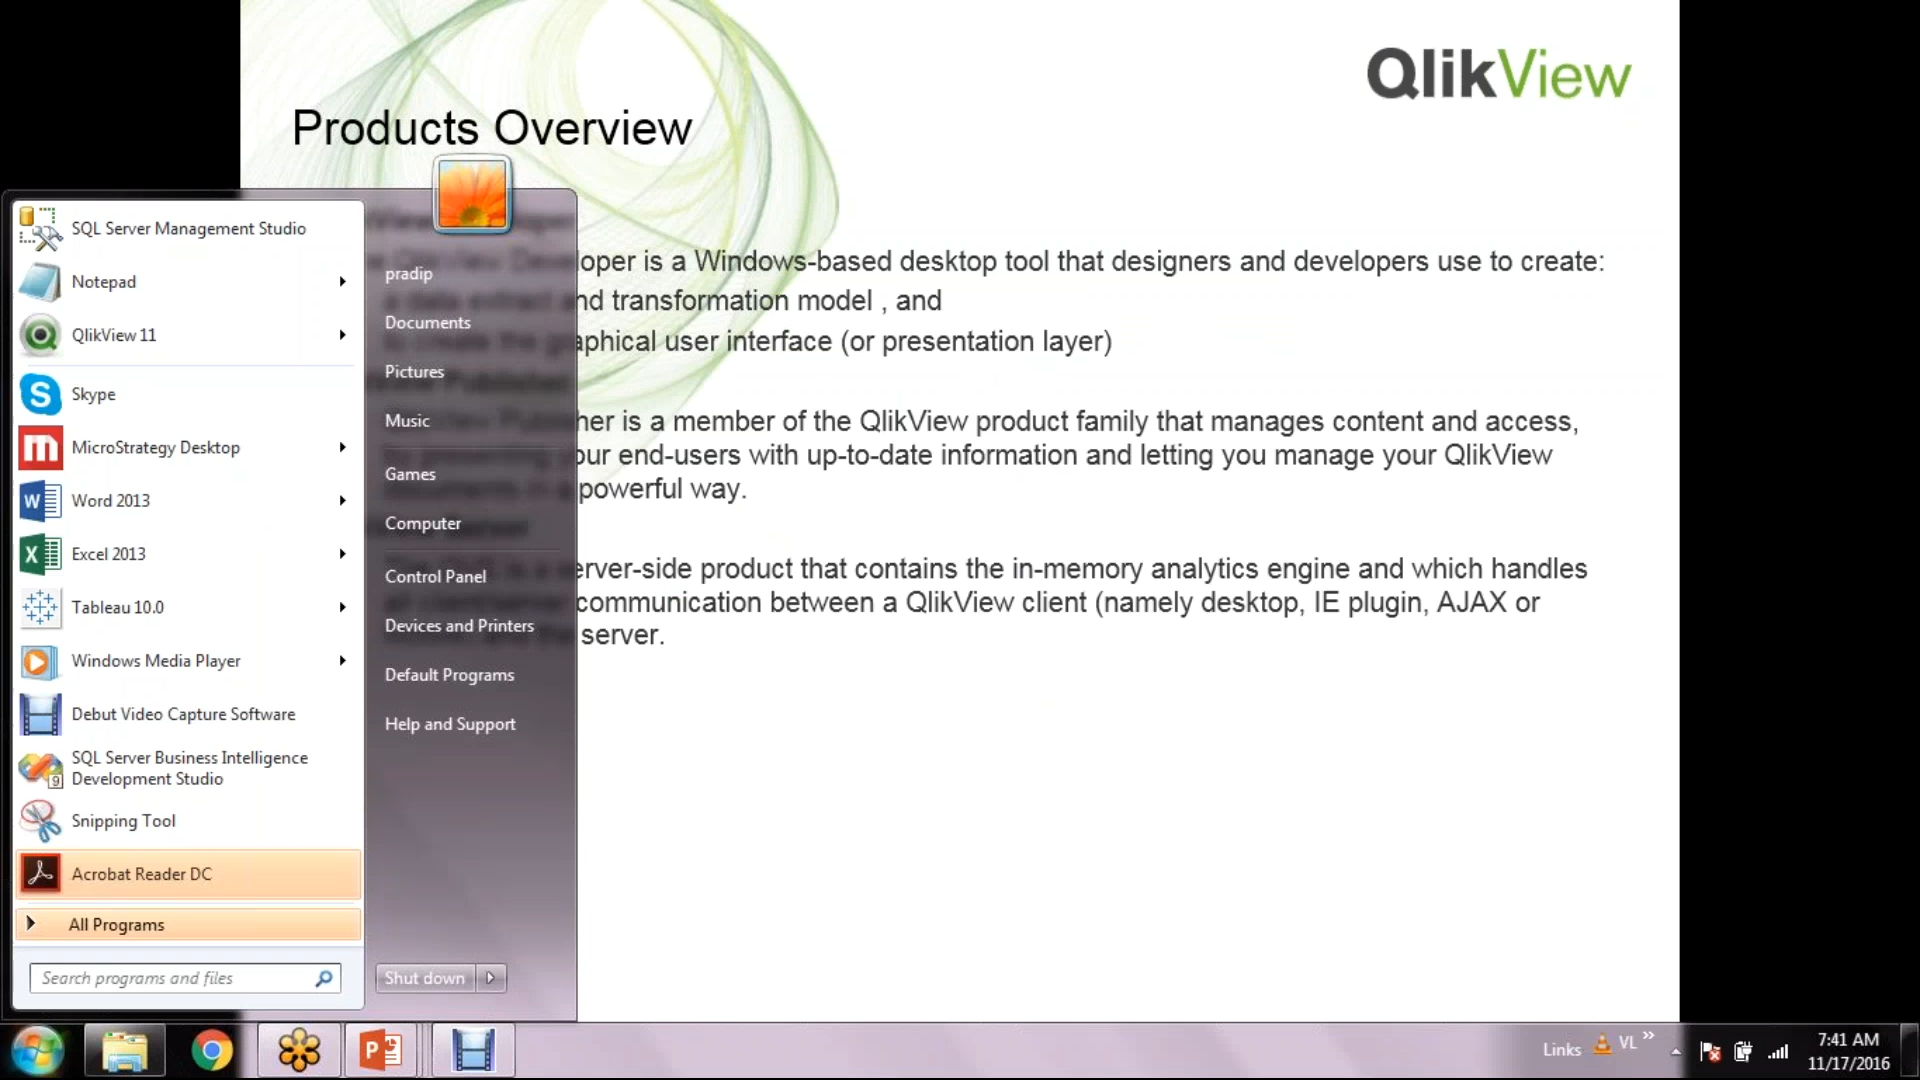 QlikView
Products Overview
loper is a Windows-based desktop tool that designers and developers use to create:
nd transformation model , and
aphical user interface (or presentation layer)
her is a member of the QlikView product family that manages content and access,
our end-users with up-to-date information and letting you manage your QlikView
powerful way.
erver-side product that contains the in-memory analytics engine and which handles
communication between a QlikView client (namely desktop, IE plugin, AJAX or
server.
SQL Server Management Studio
Notepad
QlikView 11
Skype
MicroStrategy Desktop
Word 2013
Excel 2013
Tableau 10.0
Windows Media Player
Debut Video Capture Software
SQL Server Business Intelligence
Development Studio
Snipping Tool
Acrobat Reader DC
All Programs
Search programs and files
pradip
Documents
Pictures
Music
Games
Computer
Control Panel
Devices and Printers
Default Programs
Help and Support
Shut down
Links
VL
7:41 AM
11/17/2016